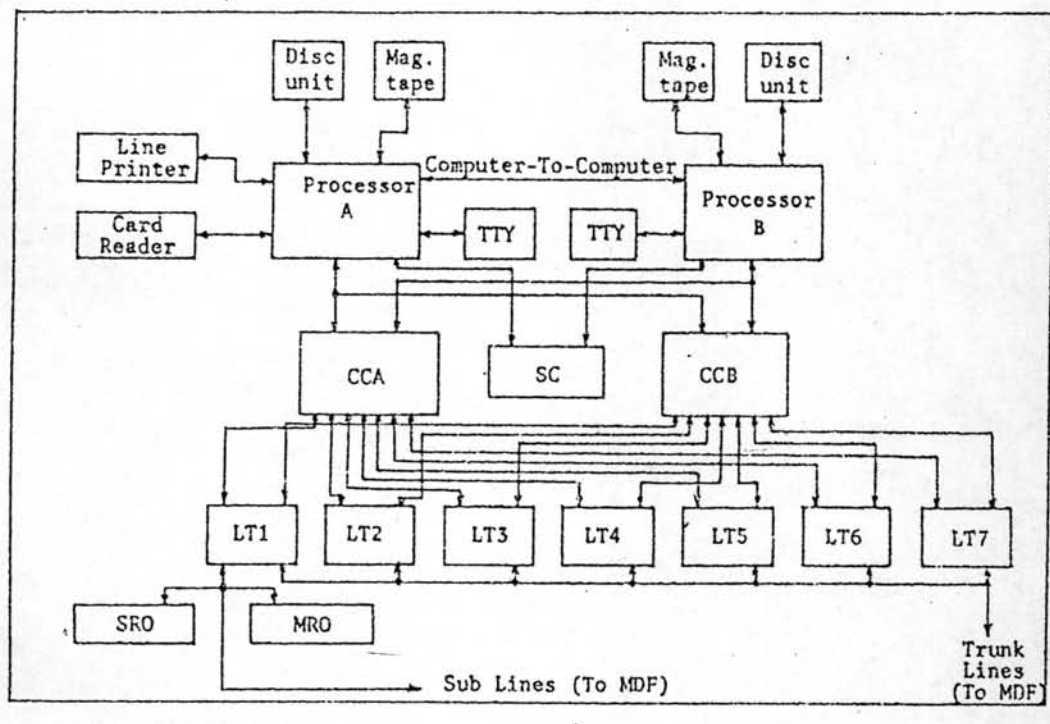 Disc
unit
Mag.
tape
Mag.
tape
Disc
unit
Line
Printer
Computer-To-Computer
Processor
A
Processor
B
Card
Reader
TTY
TTY
CCA
SC
CCB
LT1
LT2
LT3
LT4
LT5
LT6
LT7
SRO
MRO
Trunk
Lines
(To MDF)
Sub Lines (To MDF)